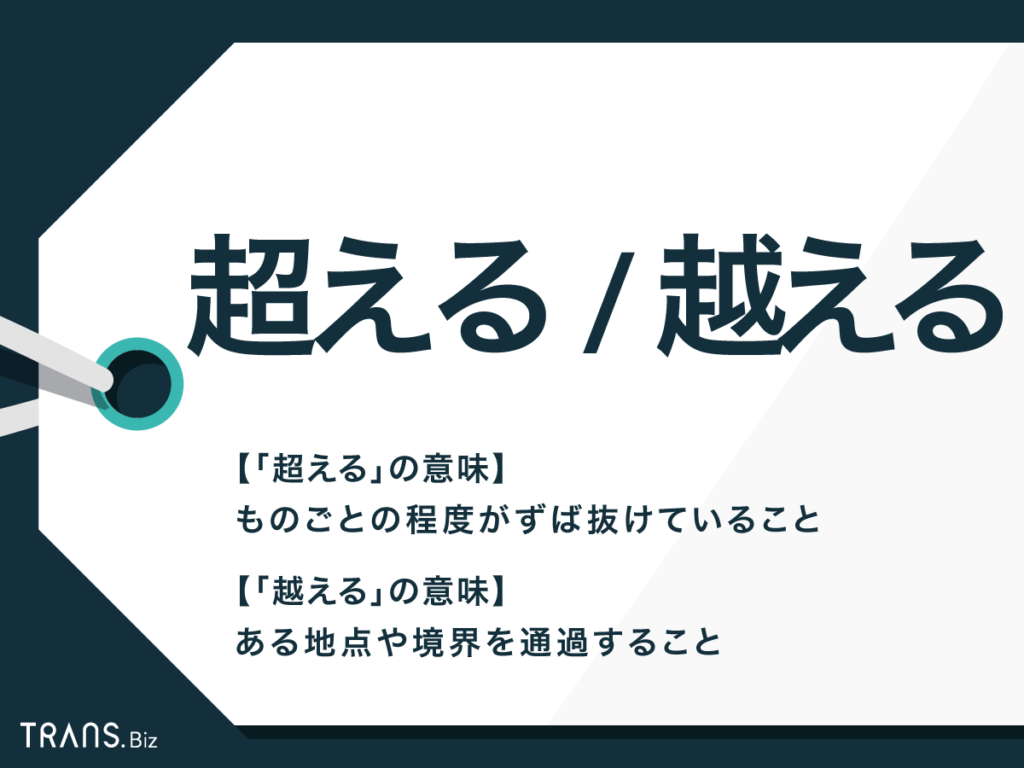 超える / 越える
【「超える」の意味】
ものごとの程度がずば抜けていること
【「越える」の意味】
ある地点や境界を通過すること
TRANS.Biz